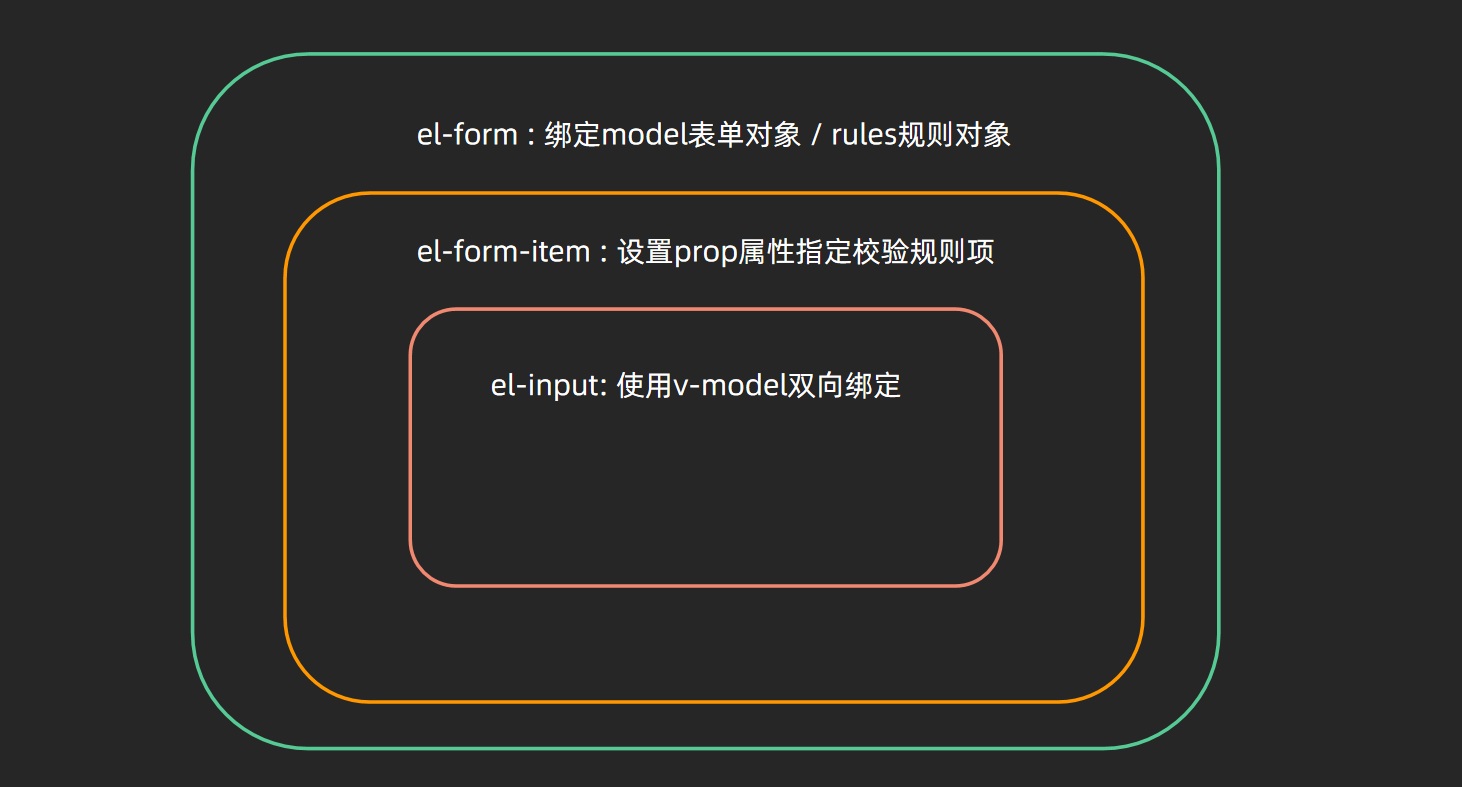 el-form : 绑定model表单对象 / rules规则对象
el-form-item : 设置prop属性指定校验规则项
el-input: 使用v-model双向绑定